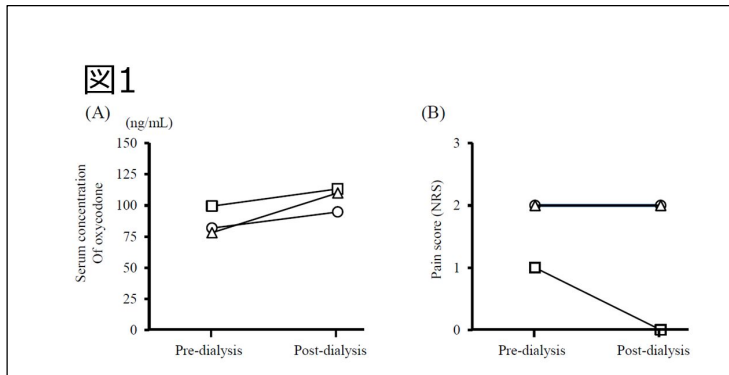 図1
(A)
(ng/mL)
150
125
100
75
50
25
0
Serum concentration
Of oxycodone
Pre-dialysis
Post-dialysis
(B)
3
2
1
0
Pain score (NRS)
Pre-dialysis
Post-dialysis